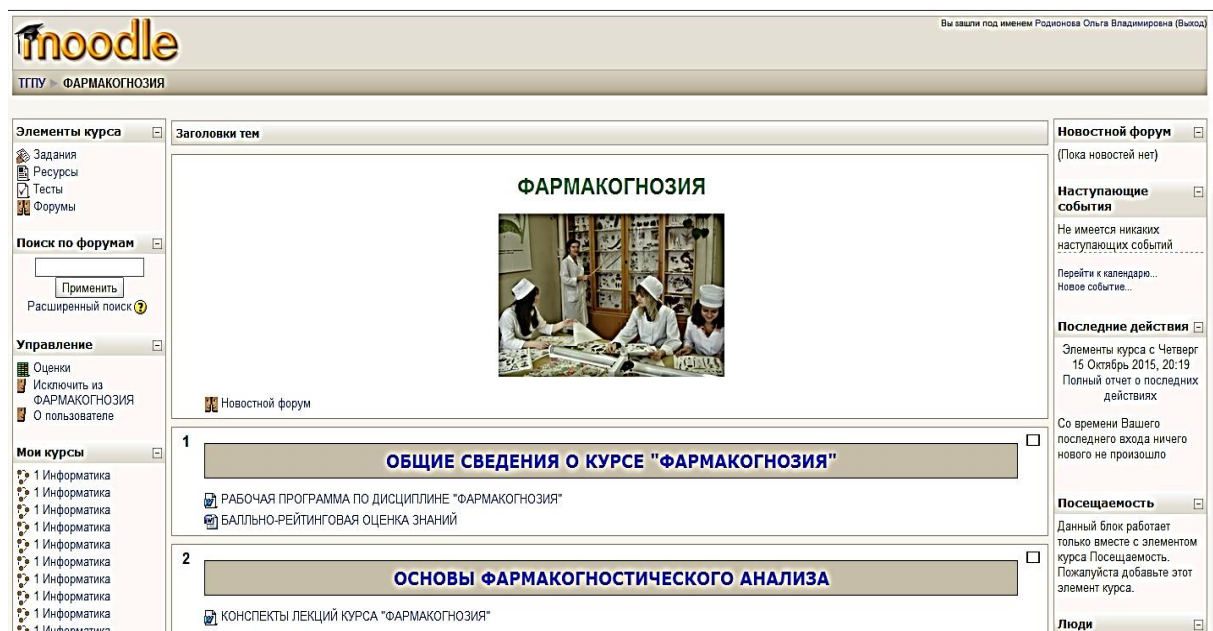 moodle
Вы зашли под именем Родионова Ольга Владимировна (Выход)
ТГПУ ► ФАРМАКОГНОЗИЯ
Элементы курса
Задания
Ресурсы
Тесты
Форумы
Поиск по форумам
Применить
Расширенный поиск ?
Управление
Оценки
Исключить из
ФАРМАКОГНОЗИЯ
О пользователе
Мои курсы
1 Информатика
1 Информатика
1 Информатика
1 Информатика
1 Информатика
1 Информатика
1 Информатика
1 Информатика
1 Информатика
1 Информатика
Заголовки тем
ФАРМАКОГНОЗИЯ
Новостной форум
1
ОБЩИЕ СВЕДЕНИЯ О КУРСЕ "ФАРМАКОГНОЗИЯ"
РАБОЧАЯ ПРОГРАММА ПО ДИСЦИПЛИНЕ "ФАРМАКОГНОЗИЯ"
БАЛЛЬНО-РЕЙТИНГОВАЯ ОЦЕНКА ЗНАНИЙ
2
ОСНОВЫ ФАРМАКОГНОСТИЧЕСКОГО АНАЛИЗА
КОНСПЕКТЫ ЛЕКЦИЙ КУРСА "ФАРМАКОГНОЗИЯ"
Новостной форум
(Пока новостей нет)
Наступающие
события
Не имеется никаких
наступающих событий
Перейти к календарю...
Новое событие...
Последние действия
Элементы курса с Четверг
15 Октябрь 2015, 20:19
Полный отчет о последних
действиях
Со времени Вашего
последнего входа ничего
нового не произошло
Посещаемость
Данный блок работает
только вместе с элементом
курса Посещаемость.
Пожалуйста добавьте этот
элемент курса.
Люди